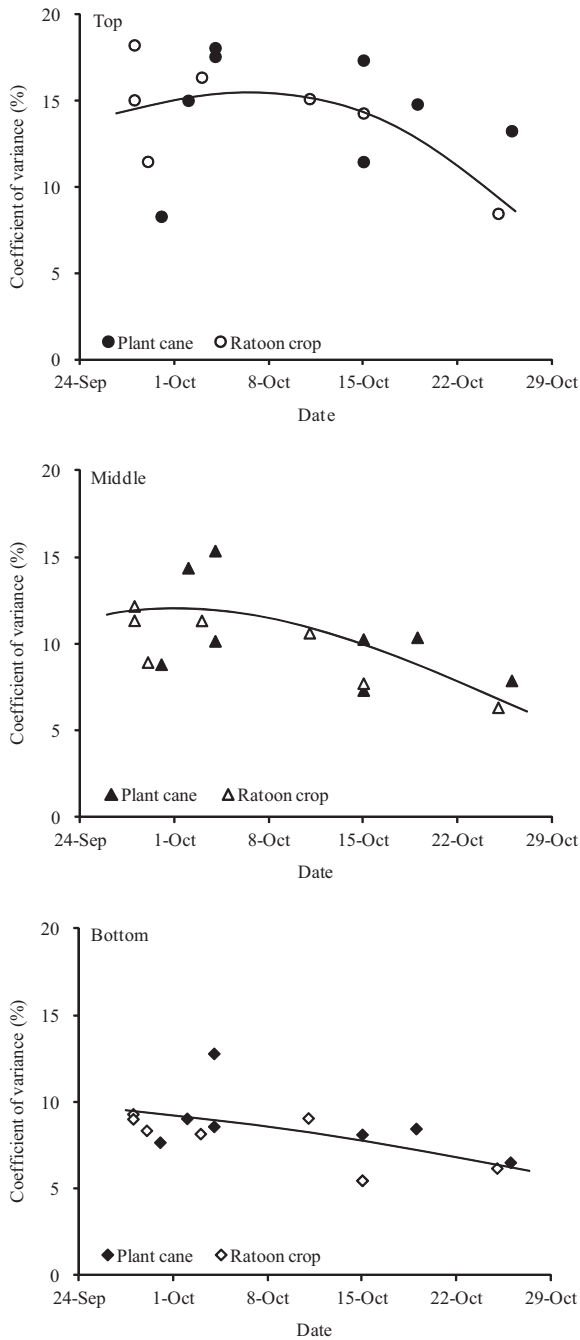 20
Top
15
10
5
0
Coefficient of variance (%)
Plant cane
Ratoon crop
24-Sep 1-Oct 8-Oct 15-Oct 22-Oct 29-Oct
Date
20
Middle
15
10
5
0
Coefficient of variance (%)
Plant cane
Ratoon crop
24-Sep 1-Oct 8-Oct 15-Oct 22-Oct 29-Oct
Date
20
Bottom
15
10
5
0
Coefficient of variance (%)
Plant cane
Ratoon crop
24-Sep 1-Oct 8-Oct 15-Oct 22-Oct 29-Oct
Date